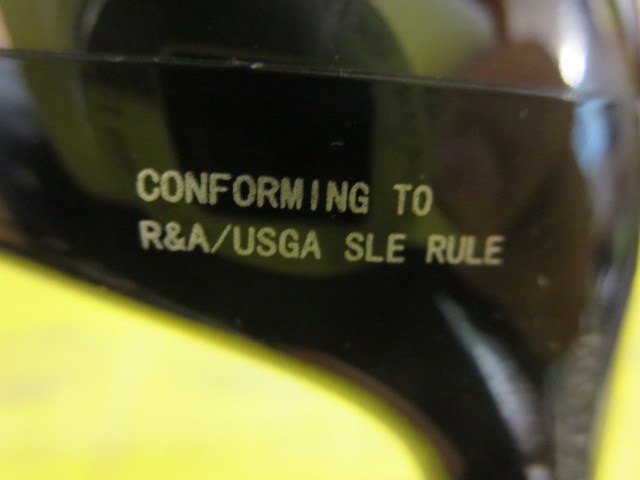 CONFORMING TO
R&A/USGA SLE RULE